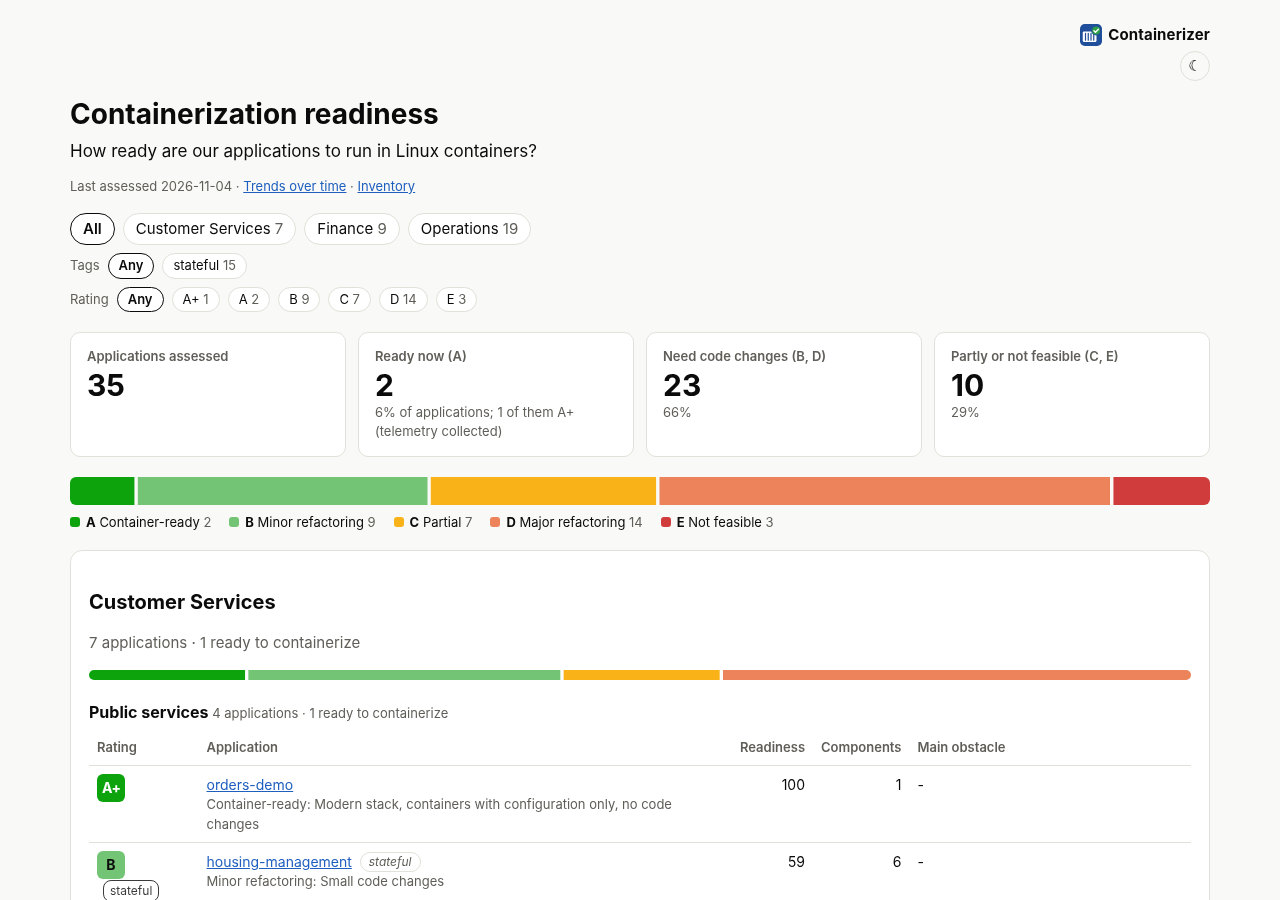 Containerizer
Containerization readiness
How ready are our applications to run in Linux containers?
Last assessed 2026-11-04 · Trends over time · Inventory
All Customer Services 7 Finance 9 Operations 19
Tags Any stateful 15
Rating Any A+ 1 A 2 B 9 C 7 D 14 E 3
Applications assessed
35
Ready now (A)
2
6% of applications; 1 of them A+
(telemetry collected)
Need code changes (B, D)
23
66%
Partly or not feasible (C, E)
10
29%
A Container-ready 2 B Minor refactoring 9 C Partial 7 D Major refactoring 14 E Not feasible 3
Customer Services
7 applications · 1 ready to containerize
Public services 4 applications · 1 ready to containerize
Rating Application Readiness Components Main obstacle
A+ orders-demo 100 1 -
Container-ready: Modern stack, containers with configuration only, no code
changes
B housing-management stateful 59 6 -
Minor refactoring: Small code changes
stateful